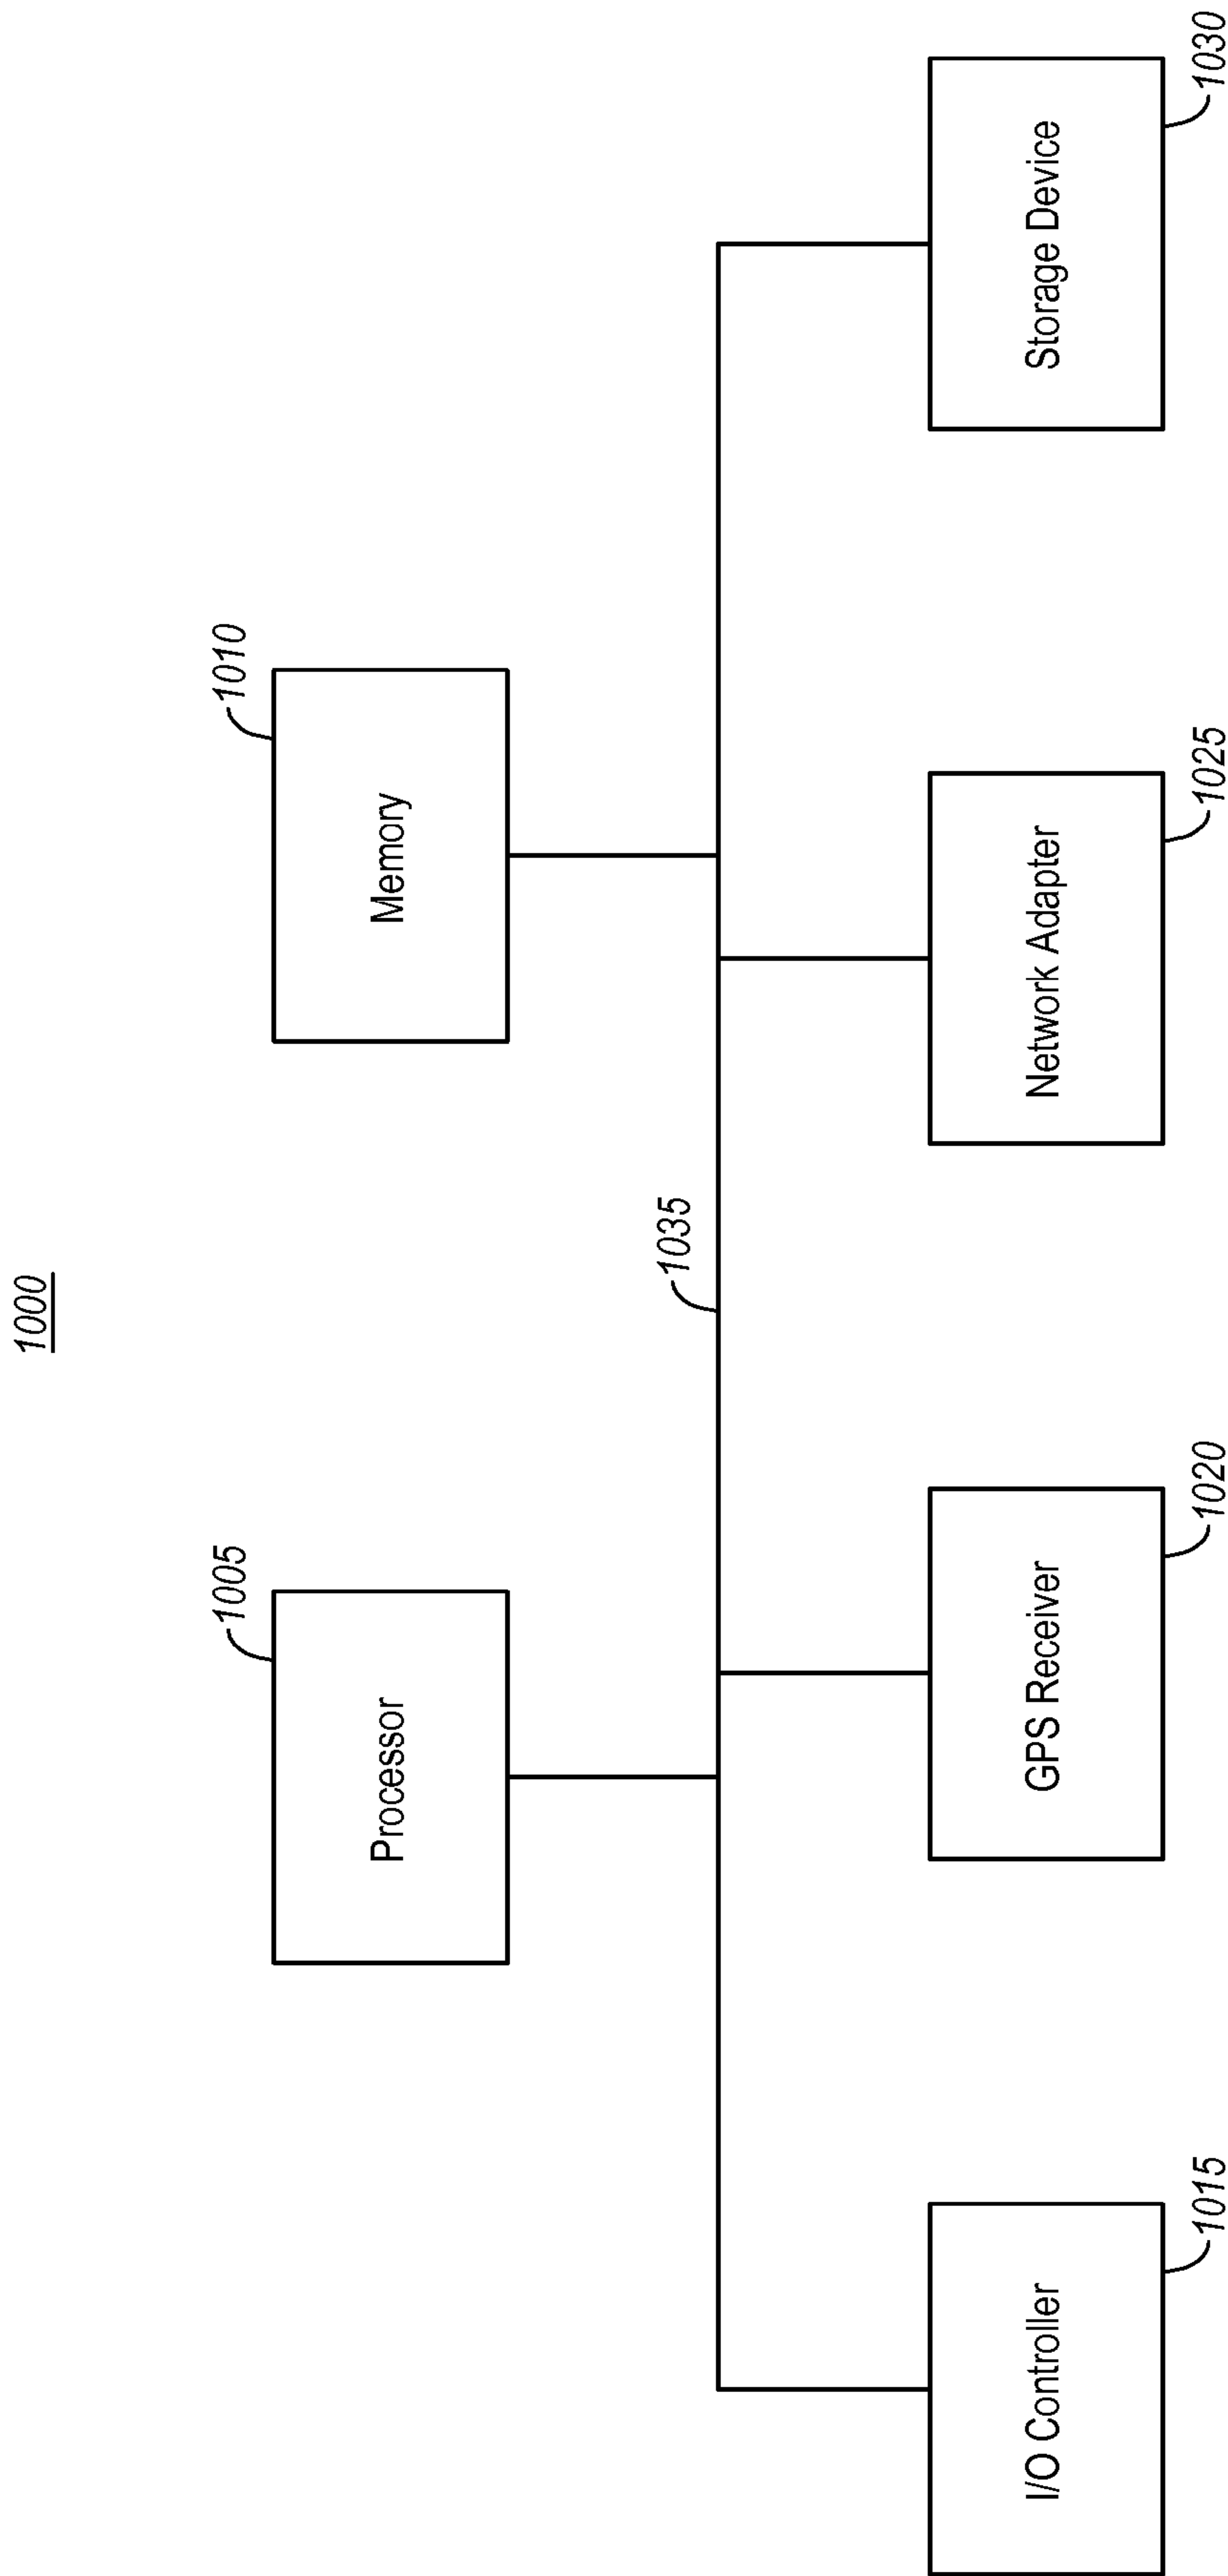 1000
1005
Processor
1010
Memory
1035
I/O Controller
1015
GPS Receiver
1020
Network Adapter
1025
Storage Device
1030